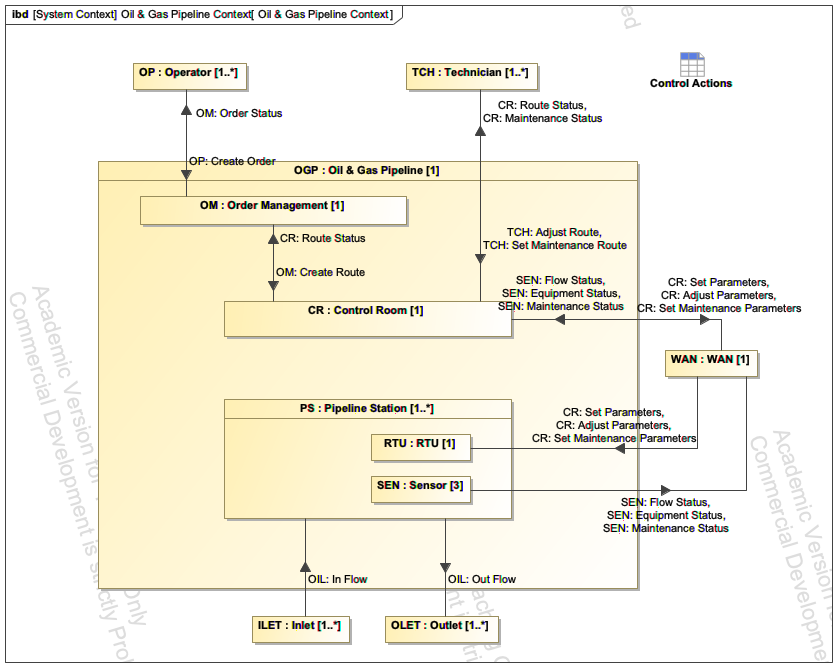 ibd [System Context] Oil & Gas Pipeline Context[ Oil & Gas Pipeline Context]
ed
OP : Operator [1..*]
TCH : Technician [1..*]
Control Actions
OM: Order Status
CR: Route Status,
CR: Maintenance Status
OP: Create Order
OGP : Oil & Gas Pipeline [1]
OM : Order Management [1]
CR: Route Status
TCH: Adjust Route,
TCH: Set Maintenance Route
OM: Create Route
SEN: Flow Status,
SEN: Equipment Status,
SEN: Maintenance Status
CR: Set Parameters,
CR: Adjust Parameters,
CR: Set Maintenance Parameters
CR : Control Room [1]
WAN : WAN [1]
PS : Pipeline Station [1..*]
CR: Set Parameters,
CR: Adjust Parameters,
CR: Set Maintenance Parameters
RTU : RTU [1]
SEN : Sensor [3]
SEN: Flow Status,
SEN: Equipment Status,
SEN: Maintenance Status
OIL: In Flow
OIL: Out Flow
ILET : Inlet [1..*]
OLET : Outlet [1..*]
Academic Version for
Only
Commercial Development is strictly Pro
Academic Version
Commercial Developme